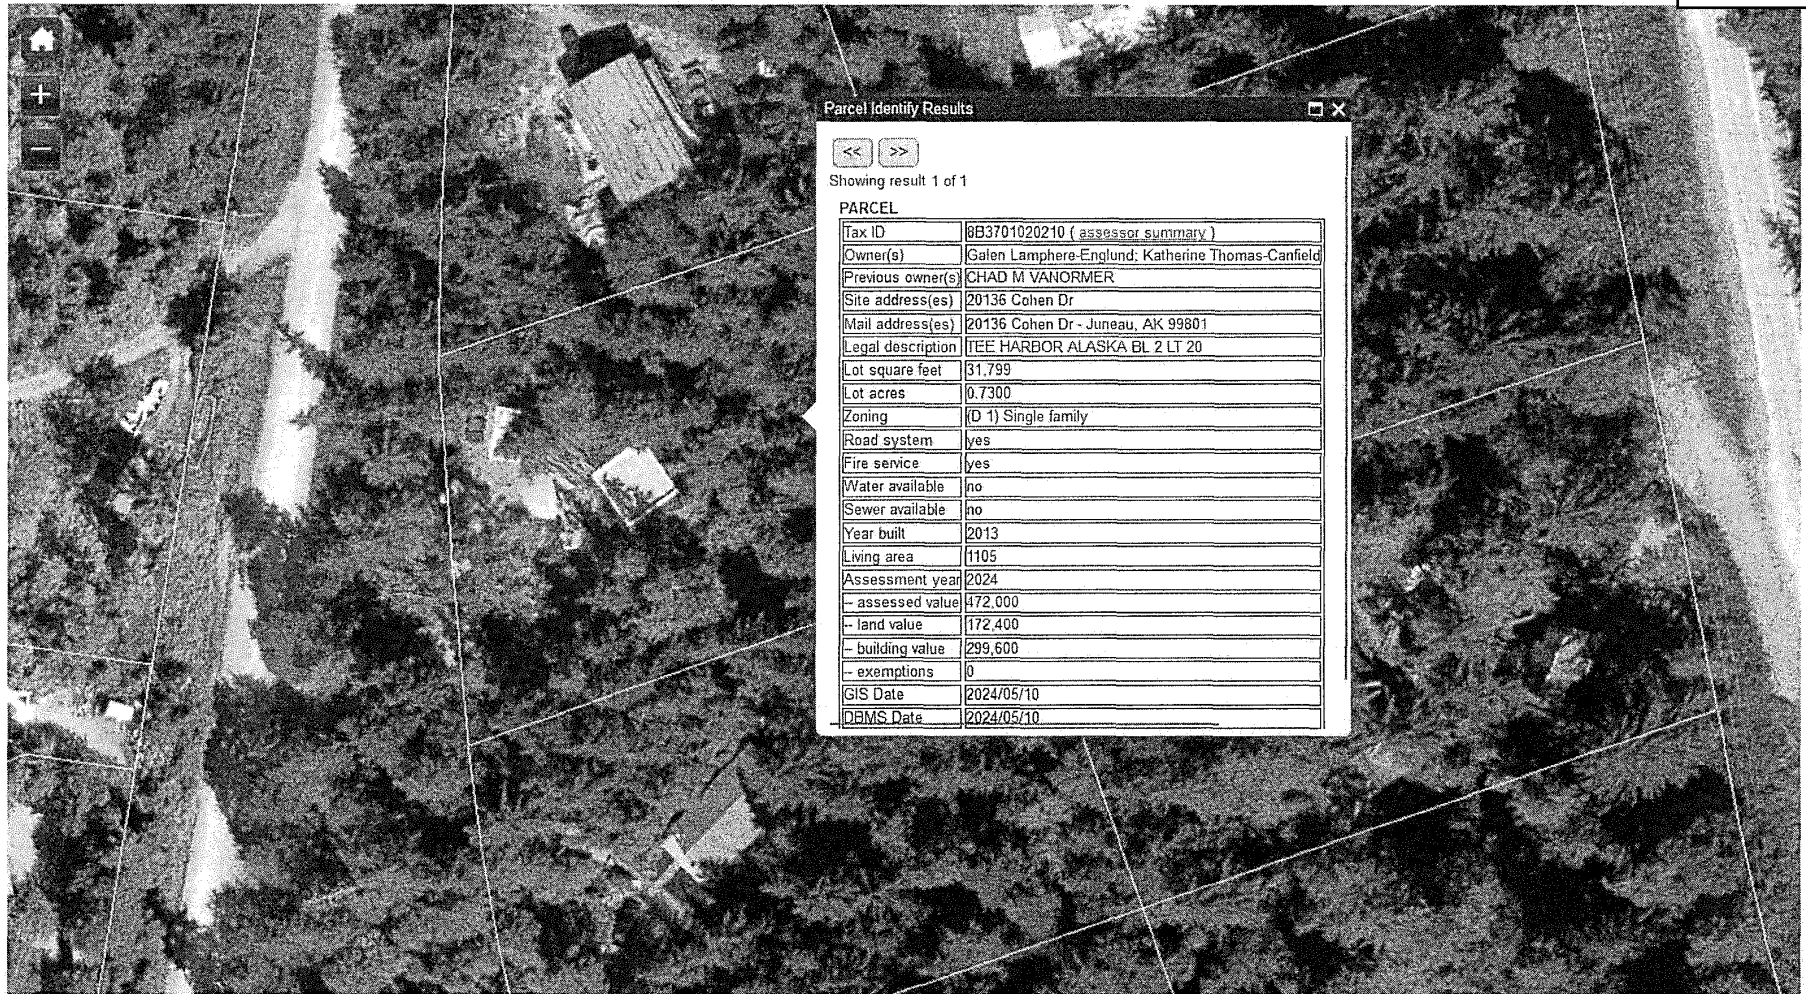 +
−
Parcel Identify Results
<< >>
Showing result 1 of 1
PARCEL
Tax ID 8B3701020210 ( assessor summary )
Owner(s) Galen Lamphere-Englund; Katherine Thomas-Canfield
Previous owner(s) CHAD M VANORMER
Site address(es) 20136 Cohen Dr
Mail address(es) 20136 Cohen Dr - Juneau, AK 99801
Legal description TEE HARBOR ALASKA BL 2 LT 20
Lot square feet 31,799
Lot acres 0.7300
Zoning (D 1) Single family
Road system yes
Fire service yes
Water available no
Sewer available no
Year built 2013
Living area 1105
Assessment year 2024
-- assessed value 472,000
-- land value 172,400
-- building value 299,600
-- exemptions 0
GIS Date 2024/05/10
DBMS Date 2024/05/10